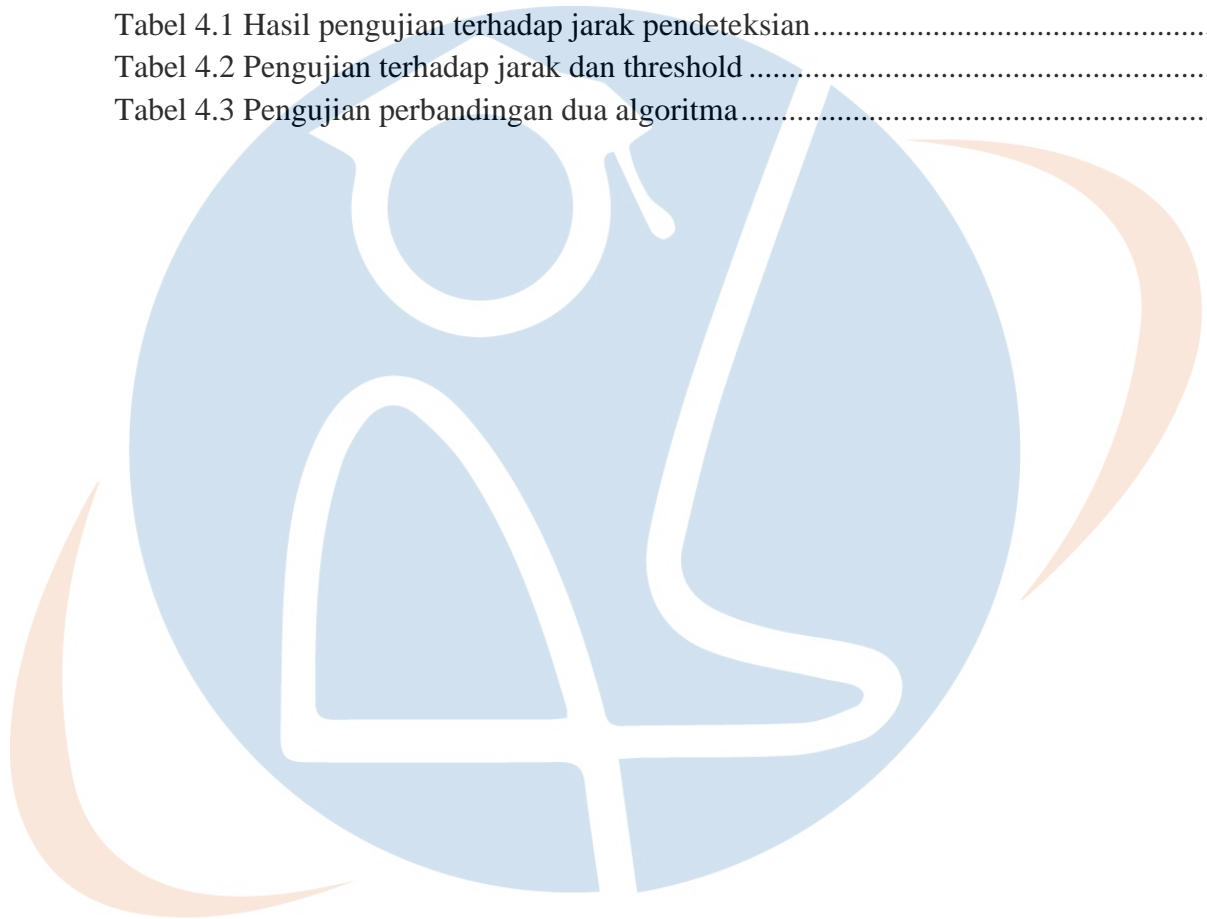 Tabel 4.1 Hasil pengujian terhadap jarak pendeteksian..................................................
Tabel 4.2 Pengujian terhadap jarak dan threshold ..........................................................
Tabel 4.3 Pengujian perbandingan dua algoritma...........................................................